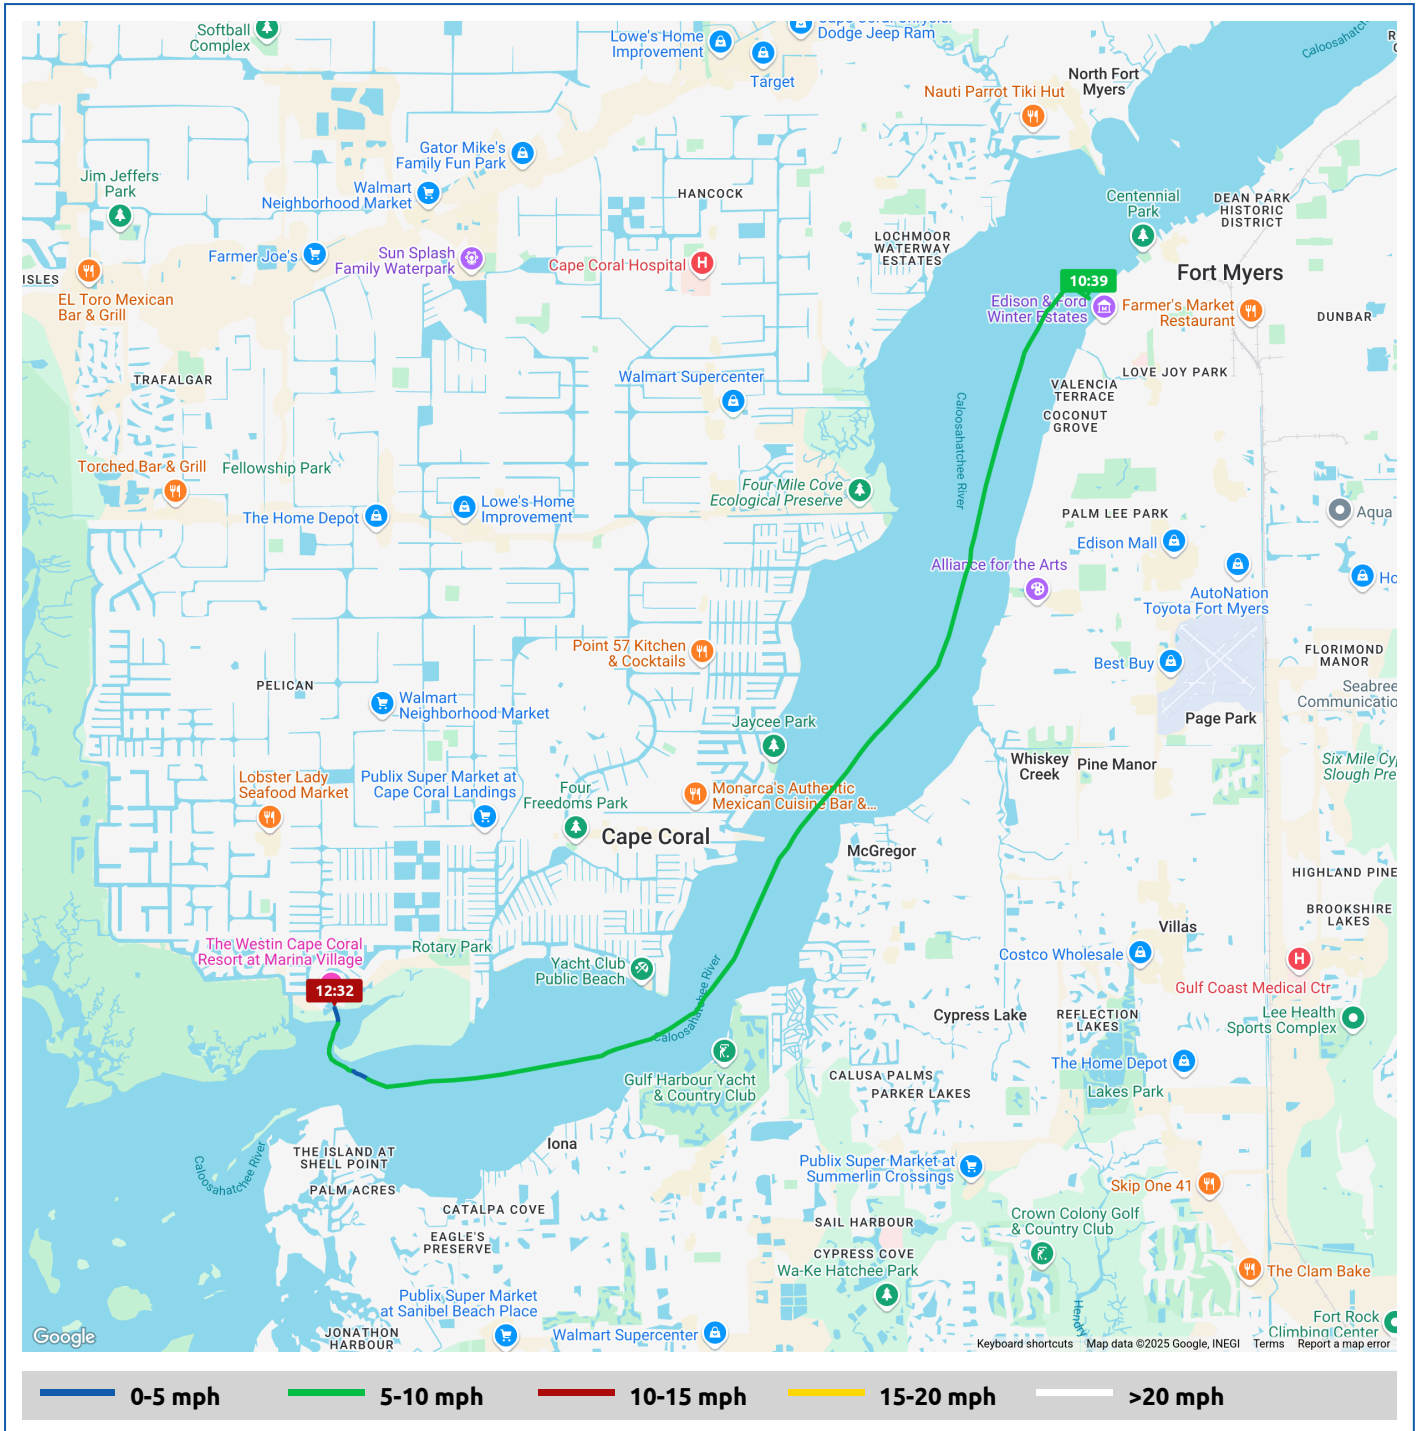 Softball
Complex
Lowe's Home
Improvement
Target
Dodge Jeep Ram
North Fort
Myers
Nauti Parrot Tiki Hut
Gator Mike's
Family Fun Park
Jim Jeffers
Park
Walmart
Neighborhood Market
HANCOCK
Centennial
Park
DEAN PARK
HISTORIC
DISTRICT
LOCHMOOR
WATERWAY
ESTATES
Farmer Joe's
Sun Splash
Family Waterpark
Cape Coral Hospital
Fort Myers
ISLES
10:39
EL Toro Mexican
Bar & Grill
Edison & Ford
Winter Estates
Farmer's Market
Restaurant
DUNBAR
TRAFALGAR
Walmart Supercenter
LOVE JOY PARK
VALENCIA
TERRACE
COCONUT
GROVE
Caloosahatchee River
Torched Bar & Grill
Fellowship Park
Four Mile Cove
Ecological Preserve
The Home Depot
Lowe's Home
Improvement
PALM LEE PARK
Aqua
Edison Mall
Alliance for the Arts
AutoNation
Toyota Fort Myers
Ho
Point 57 Kitchen
& Cocktails
Best Buy
FLORIMOND
MANOR
PELICAN
Walmart
Neighborhood Market
Seabree
Communicatio
Jaycee Park
Page Park
Whiskey
Creek
Pine Manor
Six Mile Cyp
Slough Pre
Lobster Lady
Seafood Market
Publix Super Market at
Cape Coral Landings
Four
Freedoms Park
Monarca's Authentic
Mexican Cuisine Bar &...
Cape Coral
McGregor
HIGHLAND PINE
BROOKSHIRE
LAKES
Villas
The Westin Cape Coral
Resort at Marina Village
Rotary Park
Yacht Club
Public Beach
Costco Wholesale
12:32
Caloosahatchee River
Gulf Coast Medical Ctr
Cypress Lake
REFLECTION
LAKES
Lee Health
Sports Complex
The Home Depot
Gulf Harbour Yacht
& Country Club
CALUSA PALMS
PARKER LAKES
Lakes Park
Iona
THE ISLAND AT
SHELL POINT
Caloosahatchee River
PALM ACRES
Publix Super Market at
Summerlin Crossings
Skip One 41
CATALPA COVE
SAIL HARBOUR
Crown Colony Golf
& Country Club
EAGLE'S
PRESERVE
CYPRESS COVE
Wa-Ke Hatchee Park
The Clam Bake
Publix Super Market
at Sanibel Beach Place
Hendry
Fort Rock
Climbing Center
JONATHON
HARBOUR
Walmart Supercenter
Google
Keyboard shortcuts Map data ©2025 Google, INEGI Terms Report a map error
0-5 mph 5-10 mph 10-15 mph 15-20 mph >20 mph